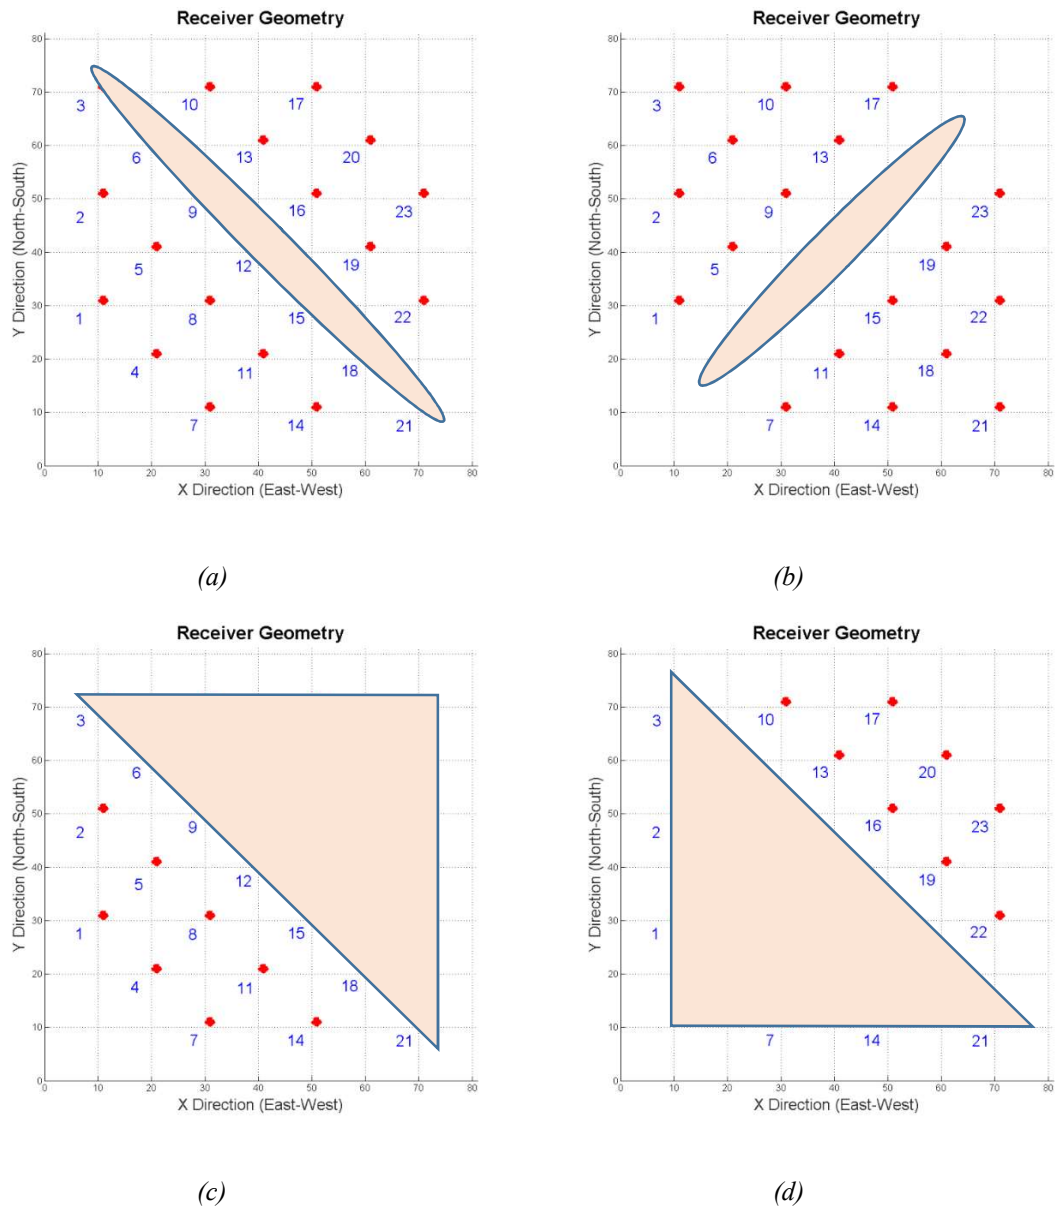 Receiver Geometry
80
70
60
50
40
30
20
10
0
3 10 17
6 13 20
2 9 16 23
5 12 19
1 8 15 22
4 11 18
7 14 21
0 10 20 30 40 50 60 70 80
Y Direction (North-South)
X Direction (East-West)
(a)
Receiver Geometry
80
70
60
50
40
30
20
10
0
3 10 17
6 13
2 9 23
5 19
1 15 22
11 18
7 14 21
0 10 20 30 40 50 60 70 80
Y Direction (North-South)
X Direction (East-West)
(b)
Receiver Geometry
80
70
60
50
40
30
20
10
0
3
6
2 9
5 12
1 8 15
4 11 18
7 14 21
0 10 20 30 40 50 60 70 80
Y Direction (North-South)
X Direction (East-West)
(c)
Receiver Geometry
80
70
60
50
40
30
20
10
0
3 10 17
13 20
2 16 23
19
1 22
7 14 21
0 10 20 30 40 50 60 70 80
Y Direction (North-South)
X Direction (East-West)
(d)